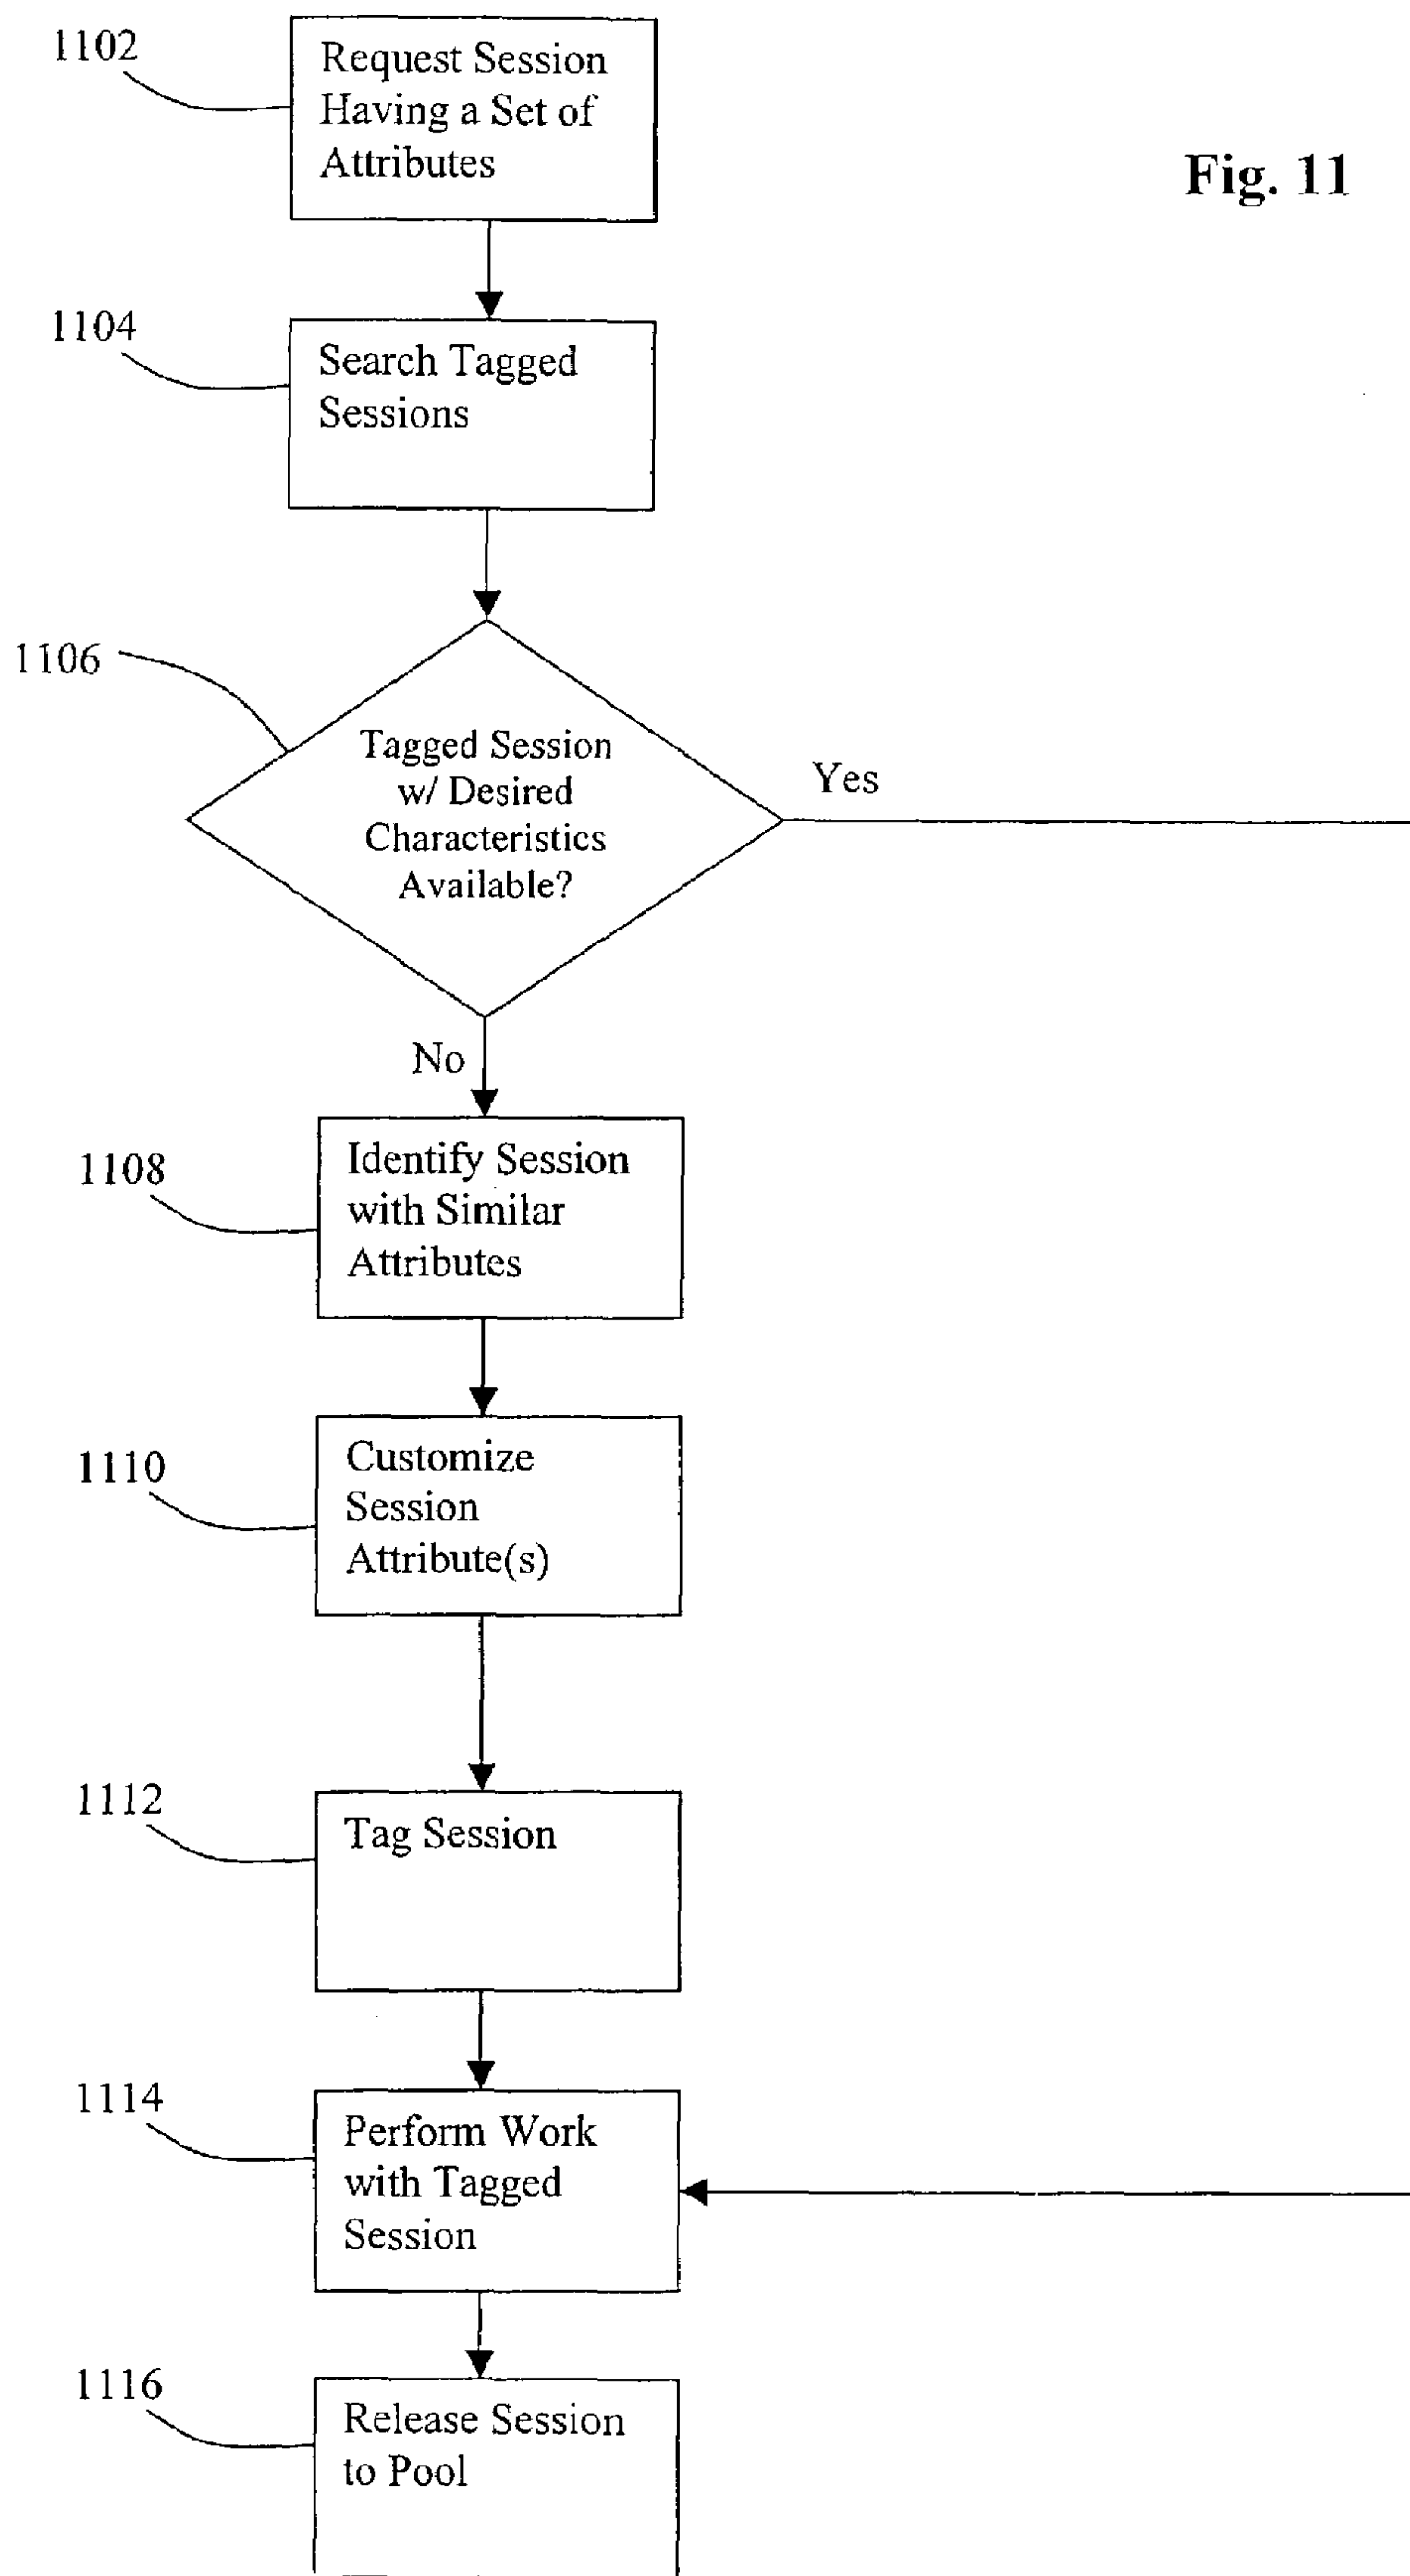 1102
Request Session
Having a Set of
Attributes
Fig. 11
1104
Search Tagged
Sessions
1106
Tagged Session
w/ Desired
Characteristics
Available?
Yes
No
1108
Identify Session
with Similar
Attributes
1110
Customize
Session
Attribute(s)
1112
Tag Session
1114
Perform Work
with Tagged
Session
1116
Release Session
to Pool